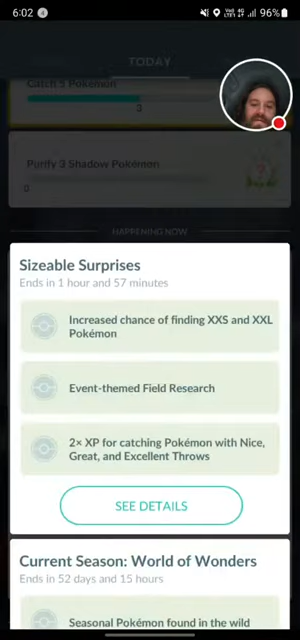 6:02
96%
TODAY
Catch 5 Pokémon
3
Purify 3 Shadow Pokémon
0
HAPPENING NOW
Sizeable Surprises
Ends in 1 hour and 57 minutes
Increased chance of finding XXS and XXL
Pokémon
Event-themed Field Research
2× XP for catching Pokémon with Nice,
Great, and Excellent Throws
SEE DETAILS
Current Season: World of Wonders
Ends in 52 days and 15 hours
Seasonal Pokémon found in the wild